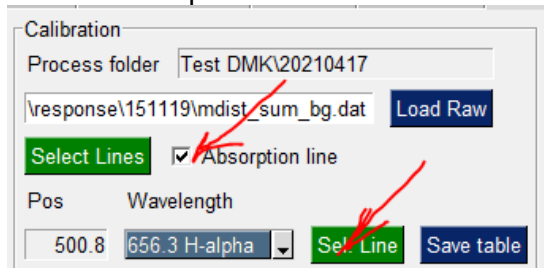 Calibration
Process folder Test DMK\20210417
\response\151119\mdist_sum_bg.dat Load Raw
Select Lines Absorption line
Pos Wavelength
500.8 656.3 H-alpha Sel. Line Save table